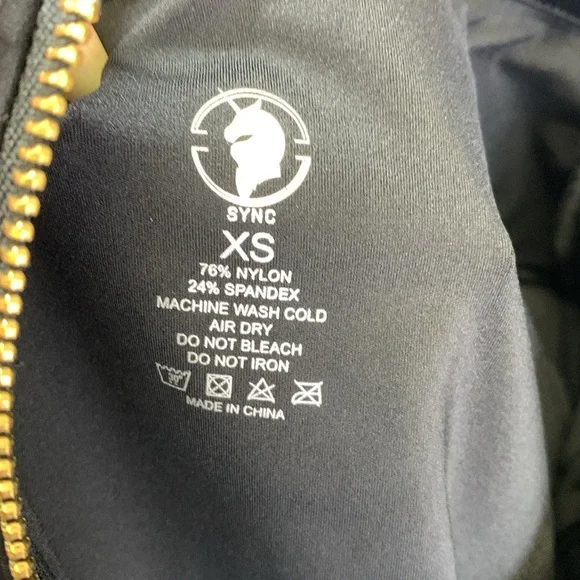 SYNC
XS
76% NYLON
24% SPANDEX
MACHINE WASH COLD
AIR DRY
DO NOT BLEACH
DO NOT IRON
30°
MADE IN CHINA